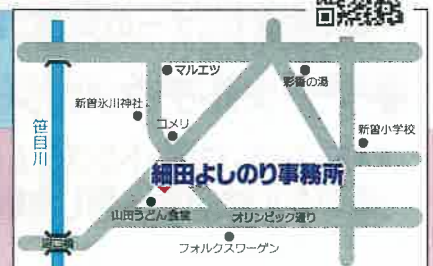 マルエツ
彩香の湯
新曽氷川神社
コメリ
新曽小学校
笹目川
細田よしのり事務所
山田うどん食堂
オリンピック通り
フォルクスワーゲン